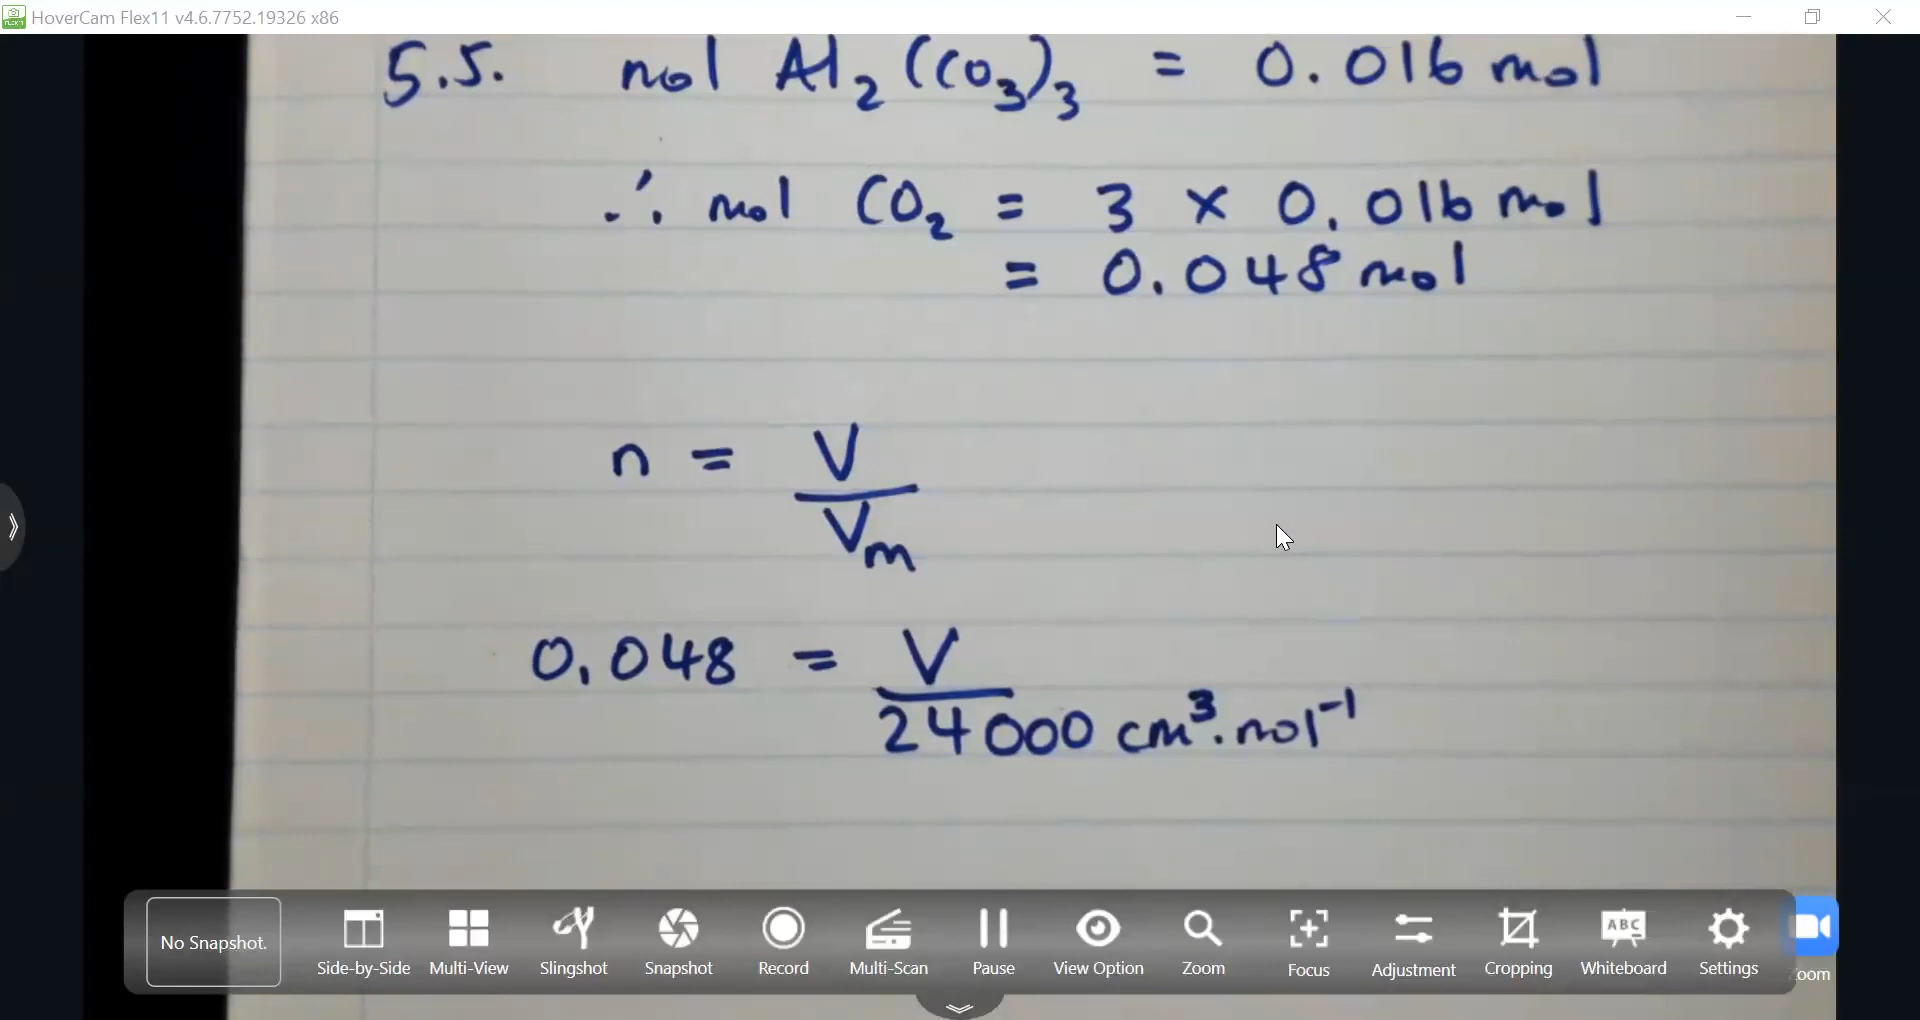 HoverCam Flex11 v4.6.7752.19326 x86
5.5. mol Al₂(CO₃)₃ = 0.016 mol
∴ mol CO₂ = 3 × 0.016 mol
= 0.048 mol
n = V
Vm
0,048 = V
24000 cm³.mol⁻¹
No Snapshot.
Side-by-Side
Multi-View
Slingshot
Snapshot
Record
Multi-Scan
Pause
View Option
Zoom
Focus
Adjustment
Cropping
ABC
Whiteboard
Settings
oom